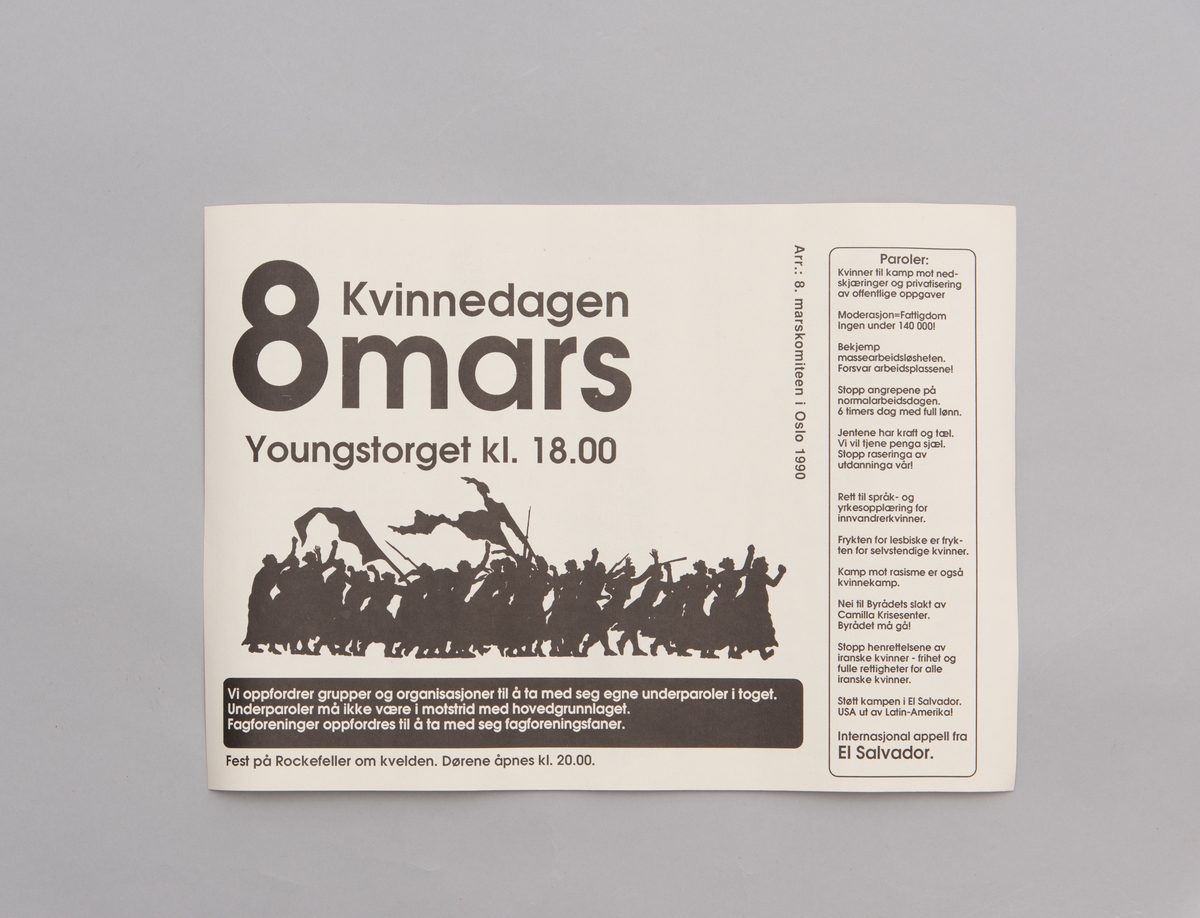 8 Kvinnedagen
mars
Youngstorget kl. 18.00
Vi oppfordrer grupper og organisasjoner til å ta med seg egne underparoler i toget.
Underparoler må ikke være i motstrid med hovedgrunnlaget.
Fagforeninger oppfordres til å ta med seg fagforeningsfaner.
Fest på Rockefeller om kvelden. Dørene åpnes kl. 20.00.
Arr.: 8. marskomiteen i Oslo 1990
Paroler:
Kvinner til kamp mot ned-
skjæringer og privatisering
av offentlige oppgaver
Moderasjon=Fattigdom
Ingen under 140 000!
Bekjemp
massearbeidsløsheten.
Forsvar arbeidsplassene!
Stopp angrepene på
normalarbeidsdagen.
6 timers dag med full lønn.
Jentene har kraft og tæl.
Vi vil tjene penga sjæl.
Stopp raseringa av
utdanninga vår!
Rett til språk- og
yrkesopplæring for
innvandrerkvinner.
Frykten for lesbiske er fryk-
ten for selvstendige kvinner.
Kamp mot rasisme er også
kvinnekamp.
Nei til Byrådets slakt av
Camilla Krisesenter.
Byrådet må gå!
Stopp henrettelsene av
iranske kvinner - frihet og
fulle rettigheter for alle
iranske kvinner.
Støtt kampen i El Salvador.
USA ut av Latin-Amerika!
Internasjonal appell fra
El Salvador.